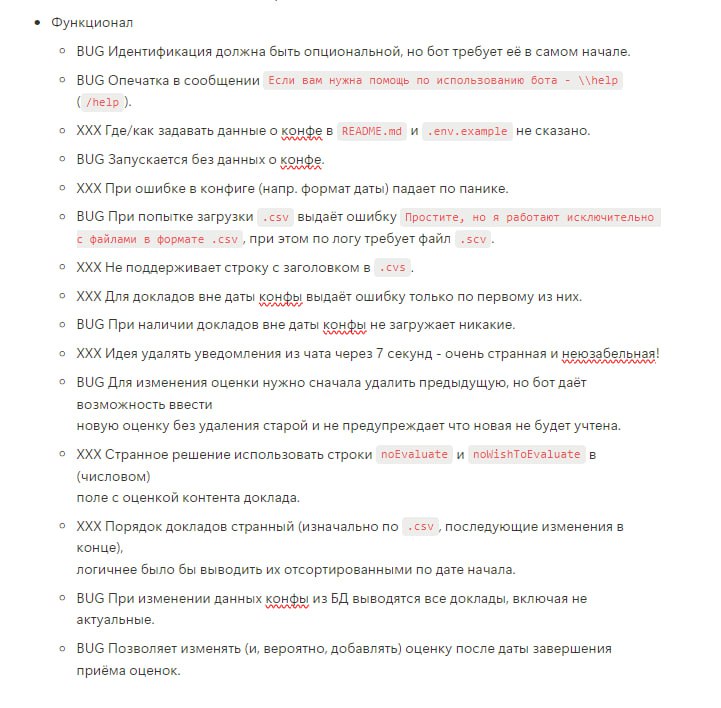 Функционал
BUG Идентификация должна быть опциональной, но бот требует её в самом начале.
BUG Опечатка в сообщении Если вам нужна помощь по использованию бота - \\help
(/help).
XXX Где/как задавать данные о конфе в README.md и .env.example не сказано.
BUG Запускается без данных о конфе.
XXX При ошибке в конфиге (напр. формат даты) падает по панике.
BUG При попытке загрузки .csv выдаёт ошибку Простите, но я работают исключительно
с файлами в формате .csv, при этом по логу требует файл .scv.
XXX Не поддерживает строку с заголовком в .cvs.
XXX Для докладов вне даты конфы выдаёт ошибку только по первому из них.
BUG При наличии докладов вне даты конфы не загружает никакие.
XXX Идея удалять уведомления из чата через 7 секунд - очень странная и неюзабельная!
BUG Для изменения оценки нужно сначала удалить предыдущую, но бот даёт
возможность ввести
новую оценку без удаления старой и не предупреждает что новая не будет учтена.
XXX Странное решение использовать строки noEvaluate и noWishToEvaluate в
(числовом)
поле с оценкой контента доклада.
XXX Порядок докладов странный (изначально по .csv, последующие изменения в
конце),
логичнее было бы выводить их отсортированными по дате начала.
BUG При изменении данных конфы из БД выводятся все доклады, включая не
актуальные.
BUG Позволяет изменять (и, вероятно, добавлять) оценку после даты завершения
приёма оценок.